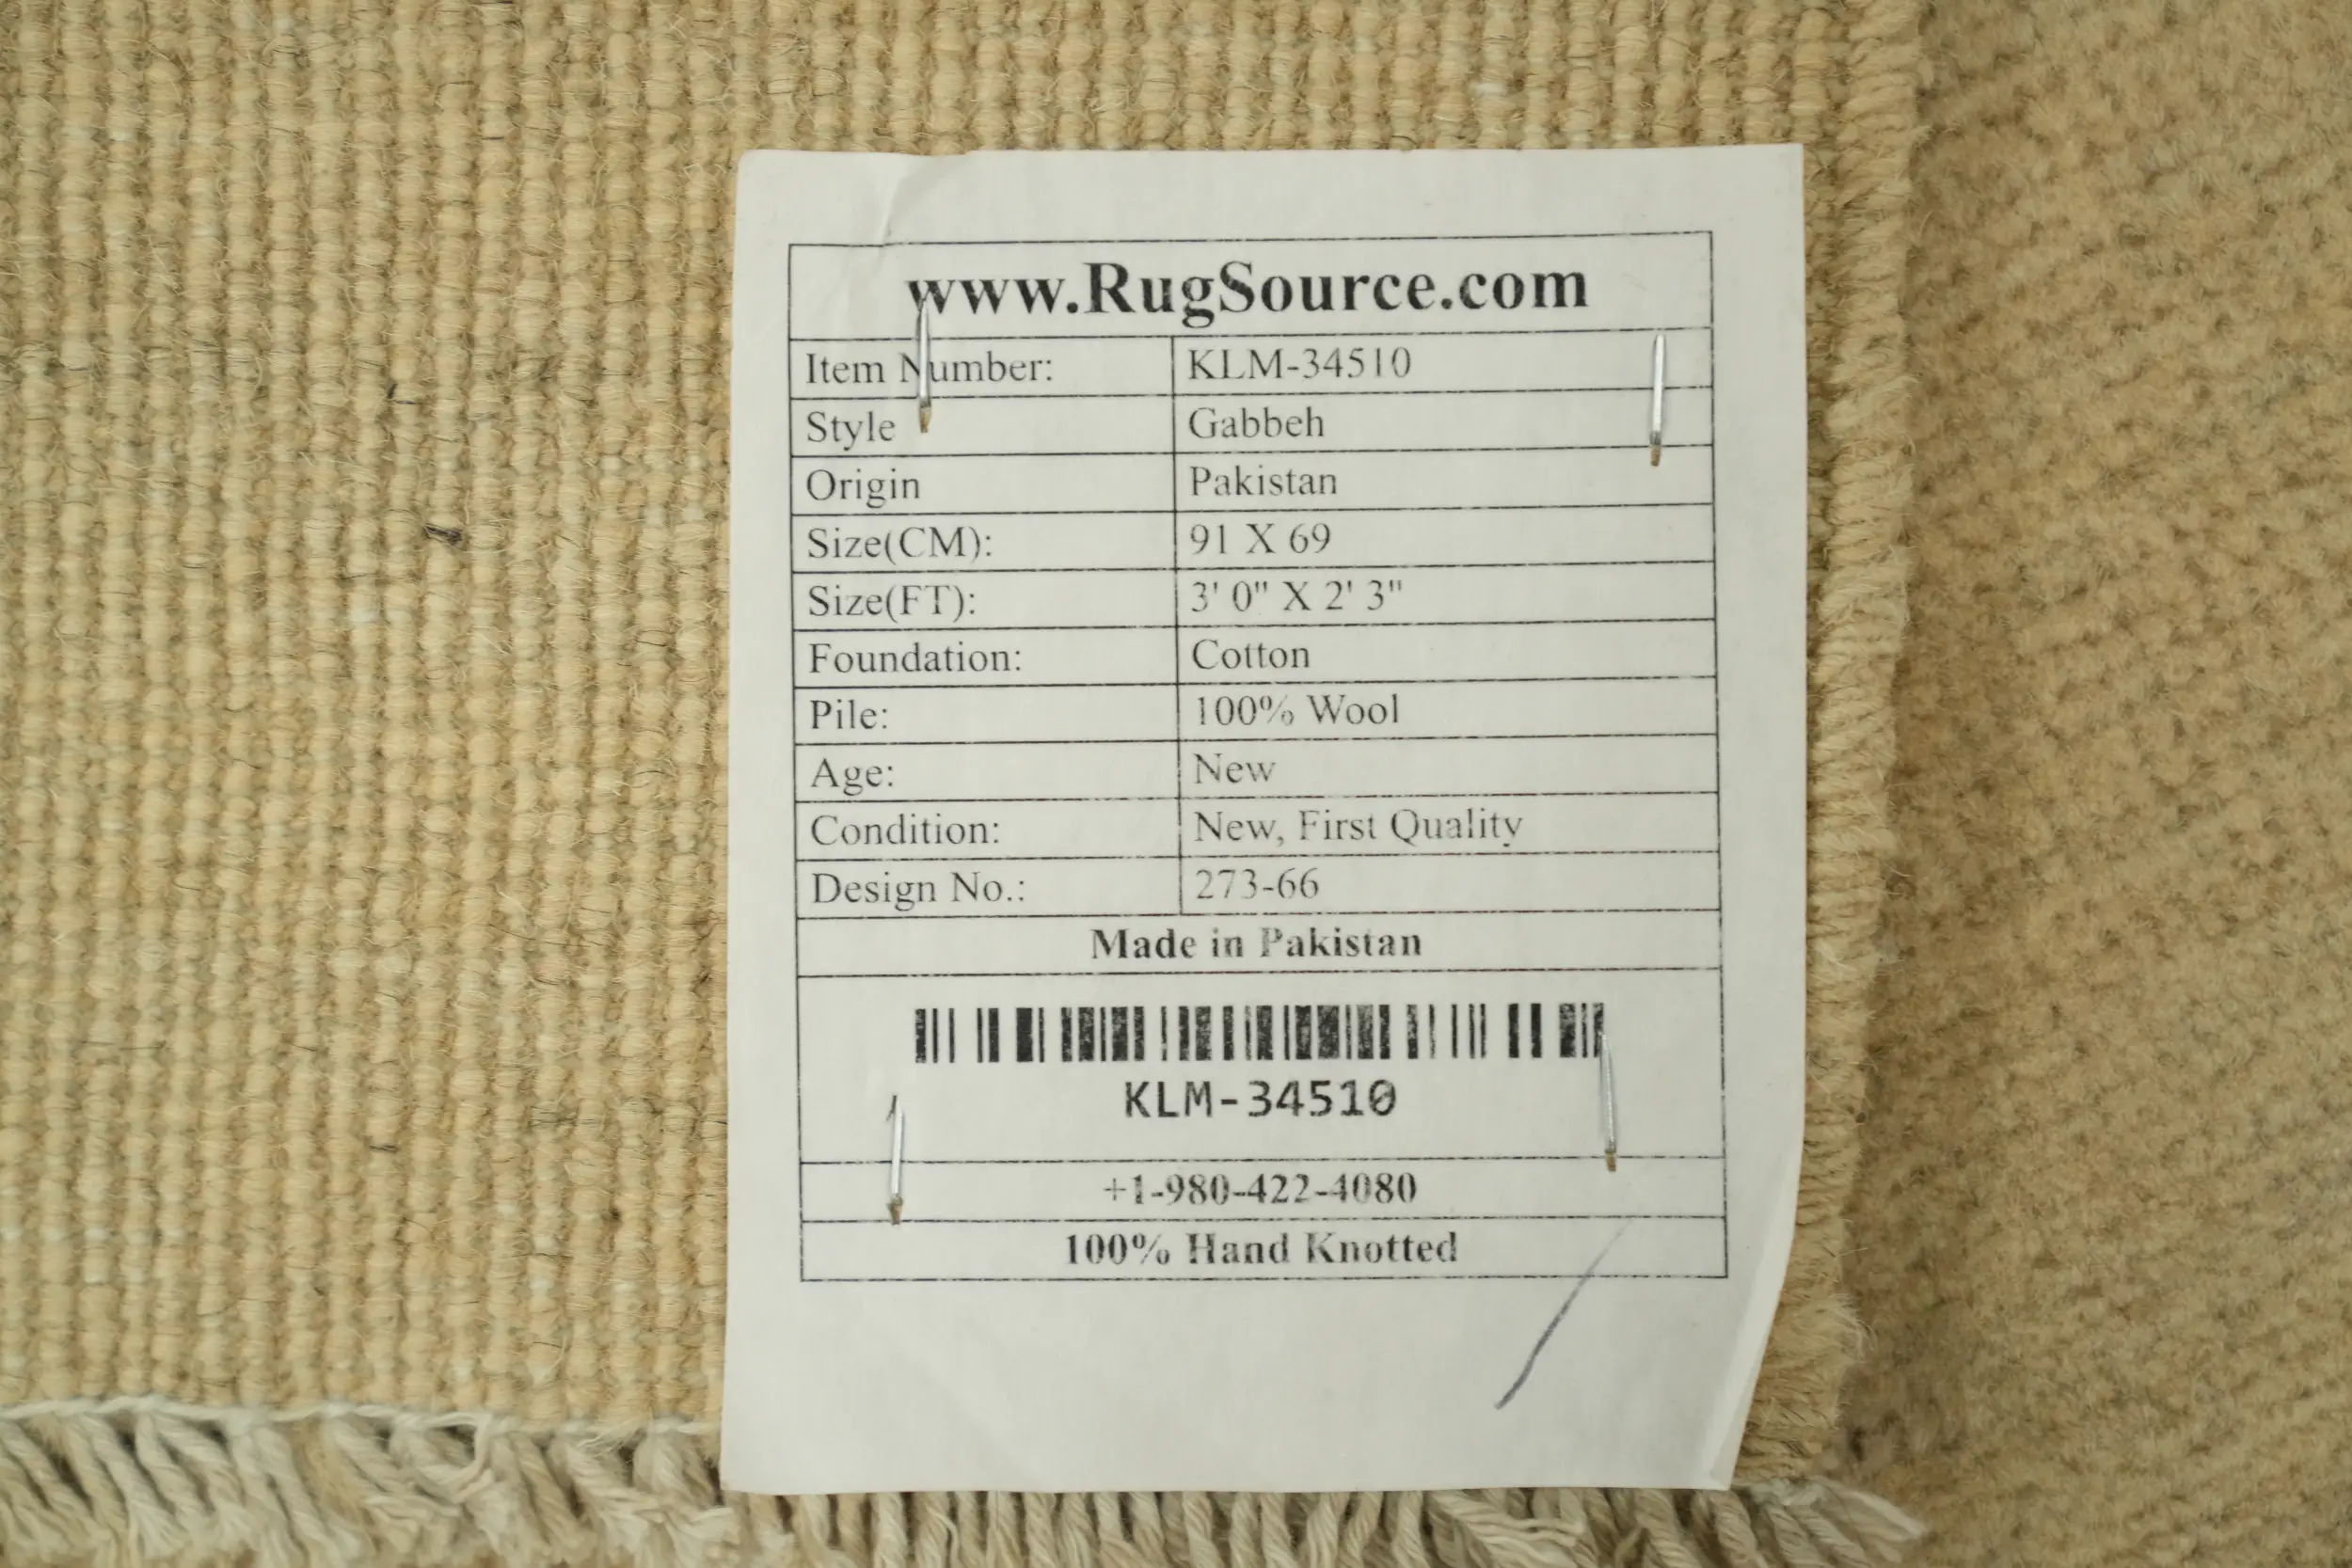 www.RugSource.com
Item Number: KLM-34510
Style Gabbeh
Origin Pakistan
Size(CM): 91 X 69
Size(FT): 3' 0" X 2' 3"
Foundation: Cotton
Pile: 100% Wool
Age: New
Condition: New, First Quality
Design No.: 273-66
Made in Pakistan
KLM-34510
+1-980-422-4080
100% Hand Knotted